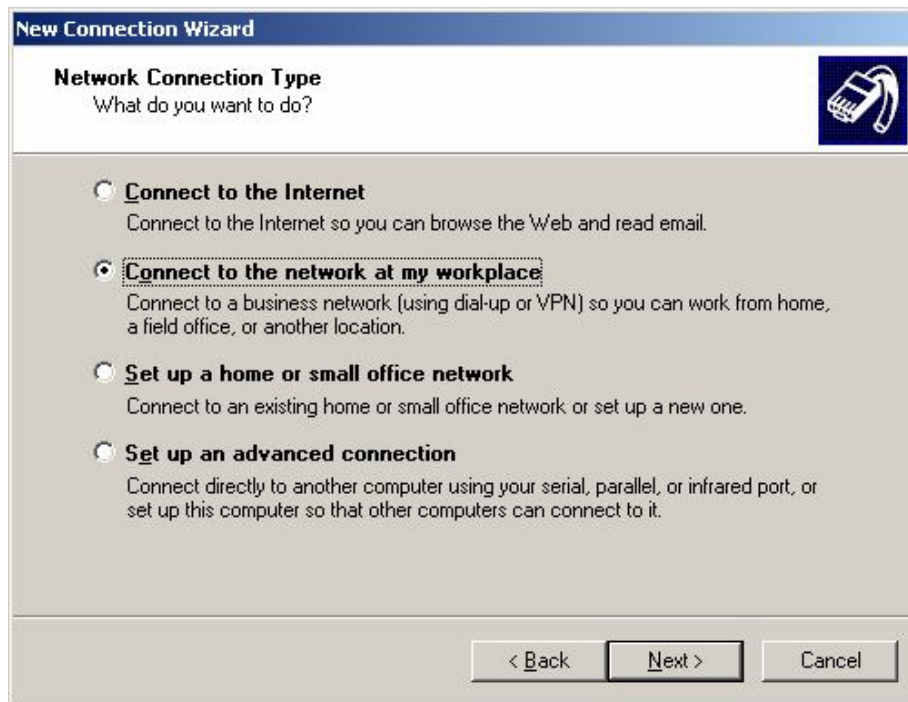 New Connection Wizard
Network Connection Type
What do you want to do?
Connect to the Internet
Connect to the Internet so you can browse the Web and read email.
Connect to the network at my workplace
Connect to a business network (using dial-up or VPN) so you can work from home,
a field office, or another location.
Set up a home or small office network
Connect to an existing home or small office network or set up a new one.
Set up an advanced connection
Connect directly to another computer using your serial, parallel, or infrared port, or
set up this computer so that other computers can connect to it.
< Back Next > Cancel